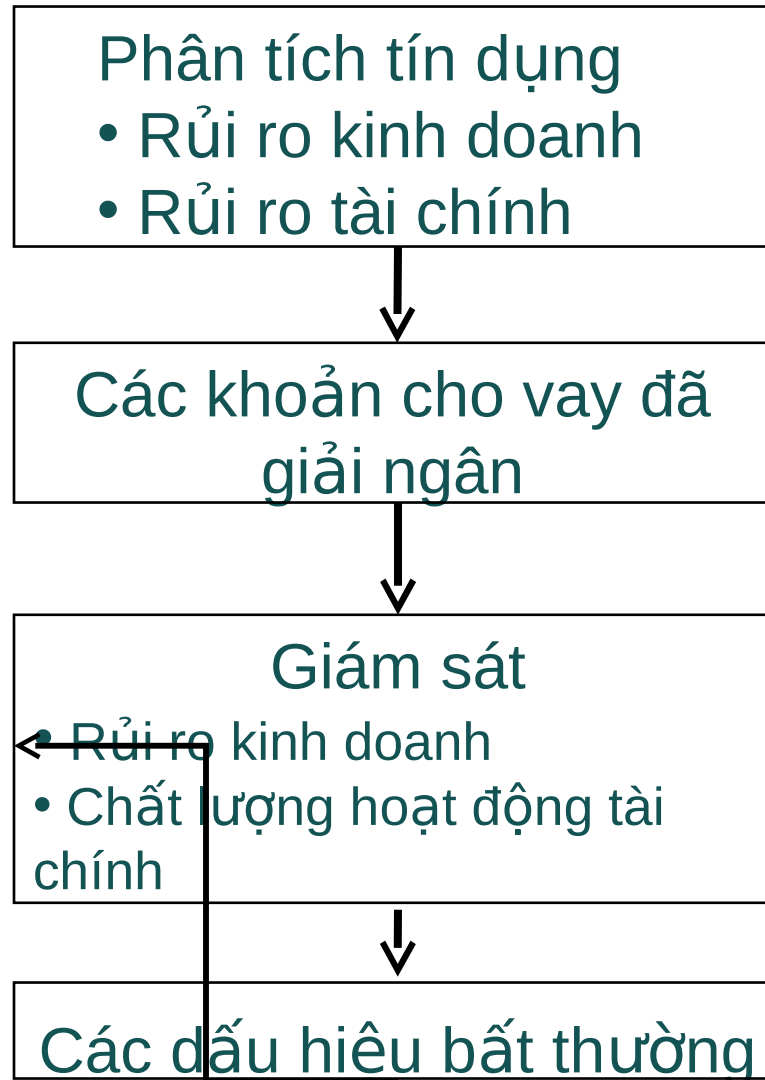 Phân tích tín dụng
• Rủi ro kinh doanh
• Rủi ro tài chính
Các khoản cho vay đã
giải ngân
Giám sát
• Rủi ro kinh doanh
• Chất lượng hoạt động tài
chính
Các dấu hiêu bất thường